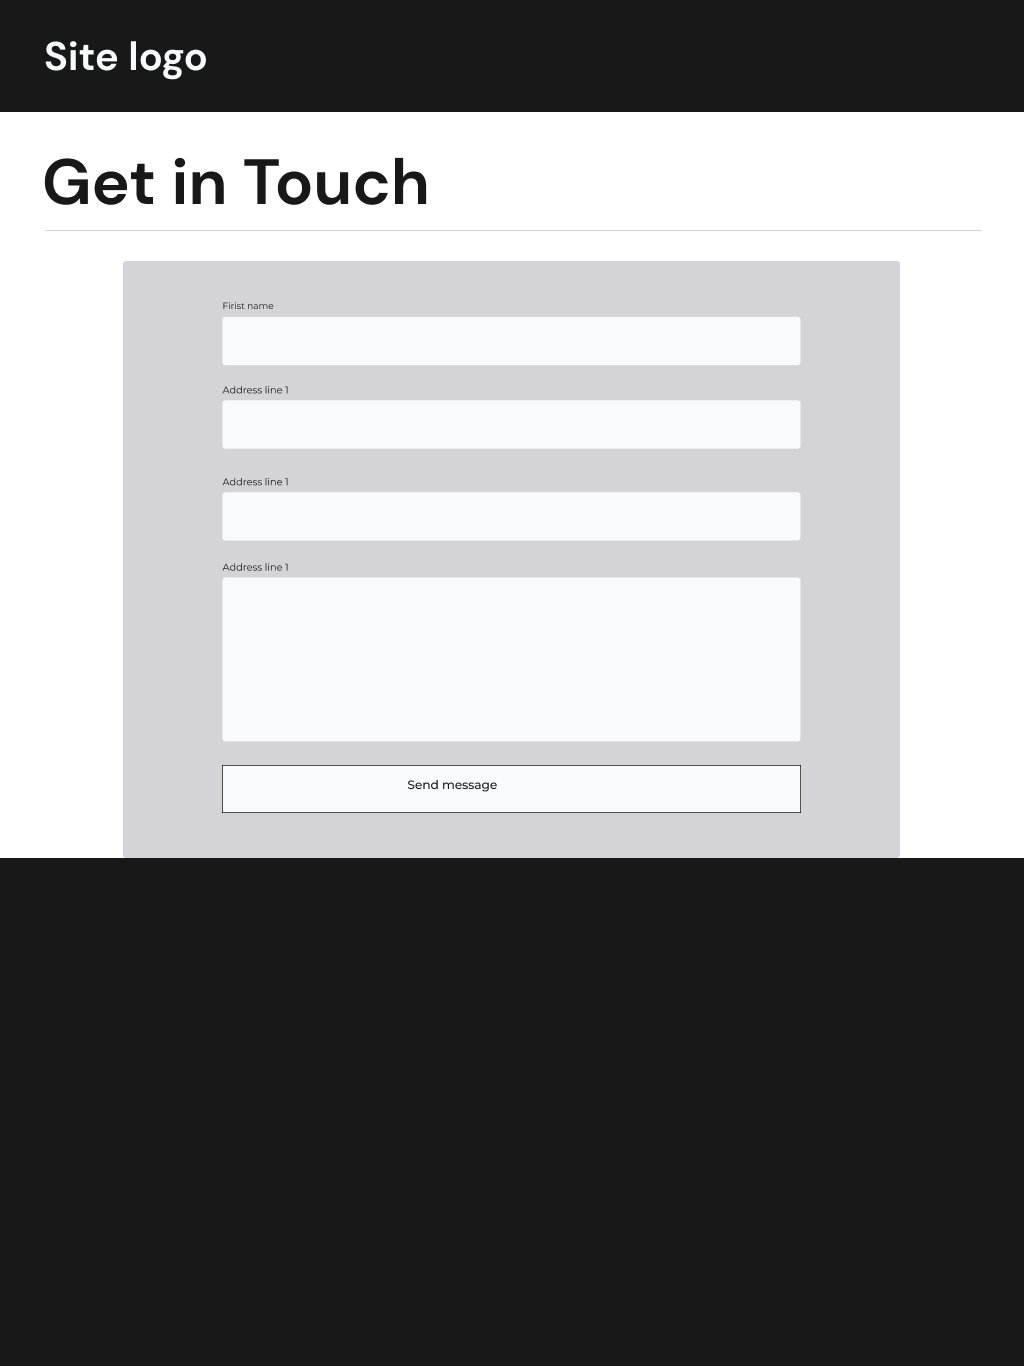 Site logo
Get in Touch
Firist name
Address line 1
Address line 1
Address line 1
Send message